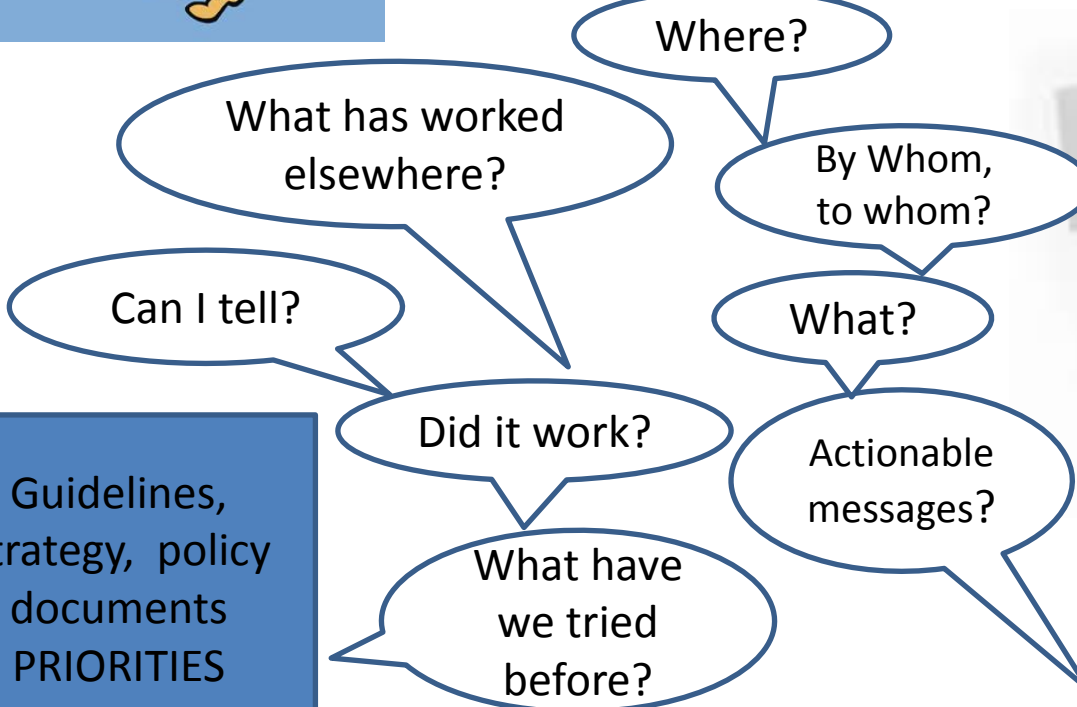 Where?
What has worked
elsewhere?
By Whom,
to whom?
Can I tell?
What?
Did it work?
Actionable
messages?
Guidelines,
trategy, policy
documents
PRIORITIES
What have
we tried
before?